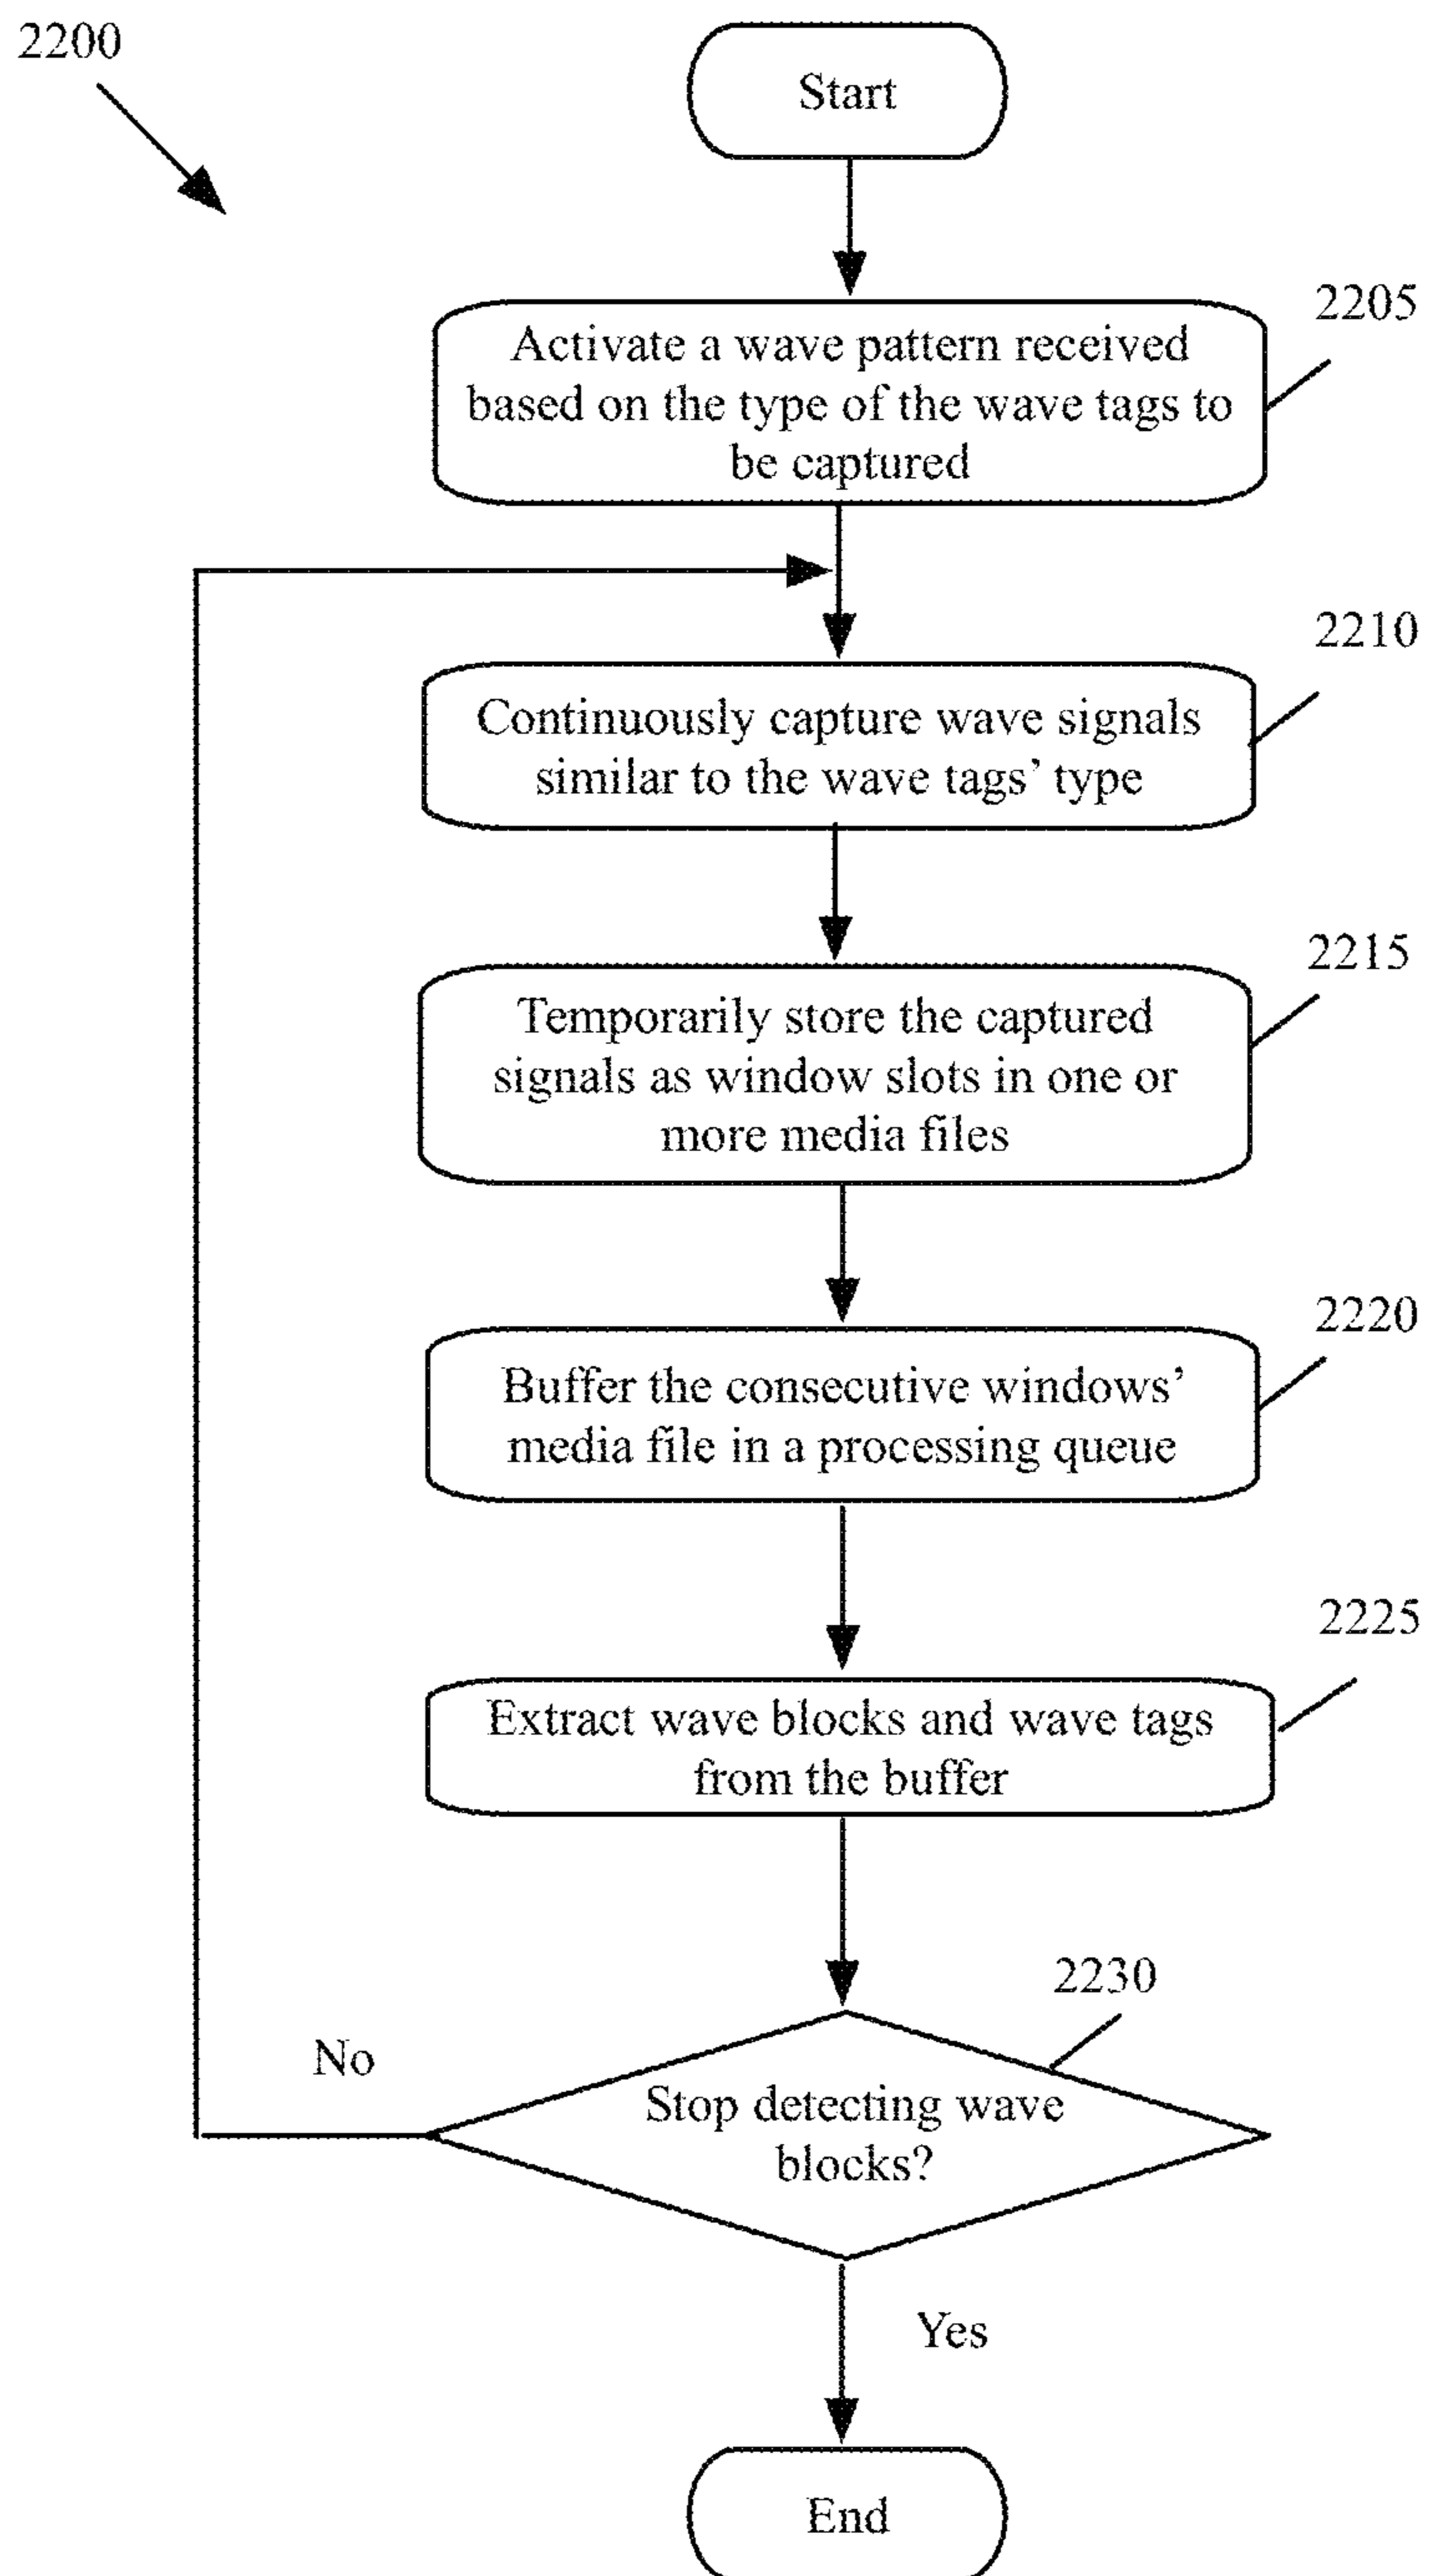 2200
Start
2205
Activate a wave pattern received
based on the type of the wave tags to
be captured
2210
Continuously capture wave signals
similar to the wave tags’ type
2215
Temporarily store the captured
signals as window slots in one or
more media files
2220
Buffer the consecutive windows’
media file in a processing queue
2225
Extract wave blocks and wave tags
from the buffer
2230
No
Stop detecting wave
blocks?
Yes
End